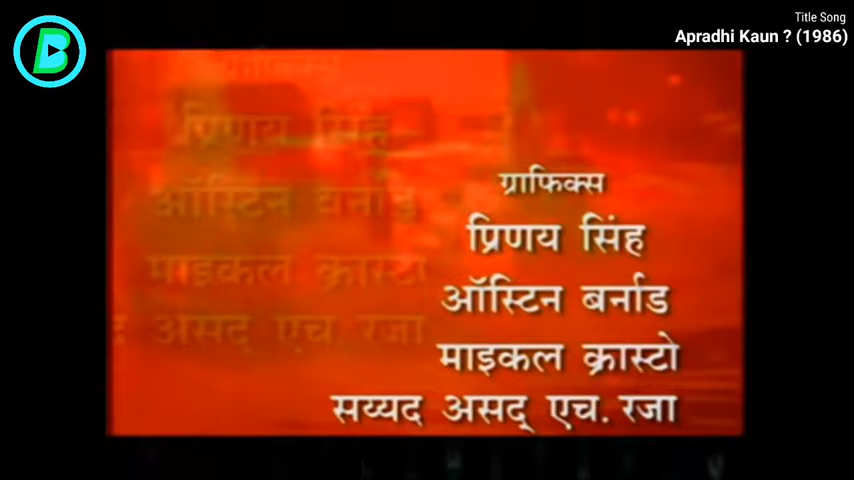 Title Song
Apradhi Kaun ? (1986)
ग्राफिक्स
प्रिणय सिंह
ऑस्टिन बर्नाड
माइकल क्रास्टो
सय्यद असद् एच. रजा